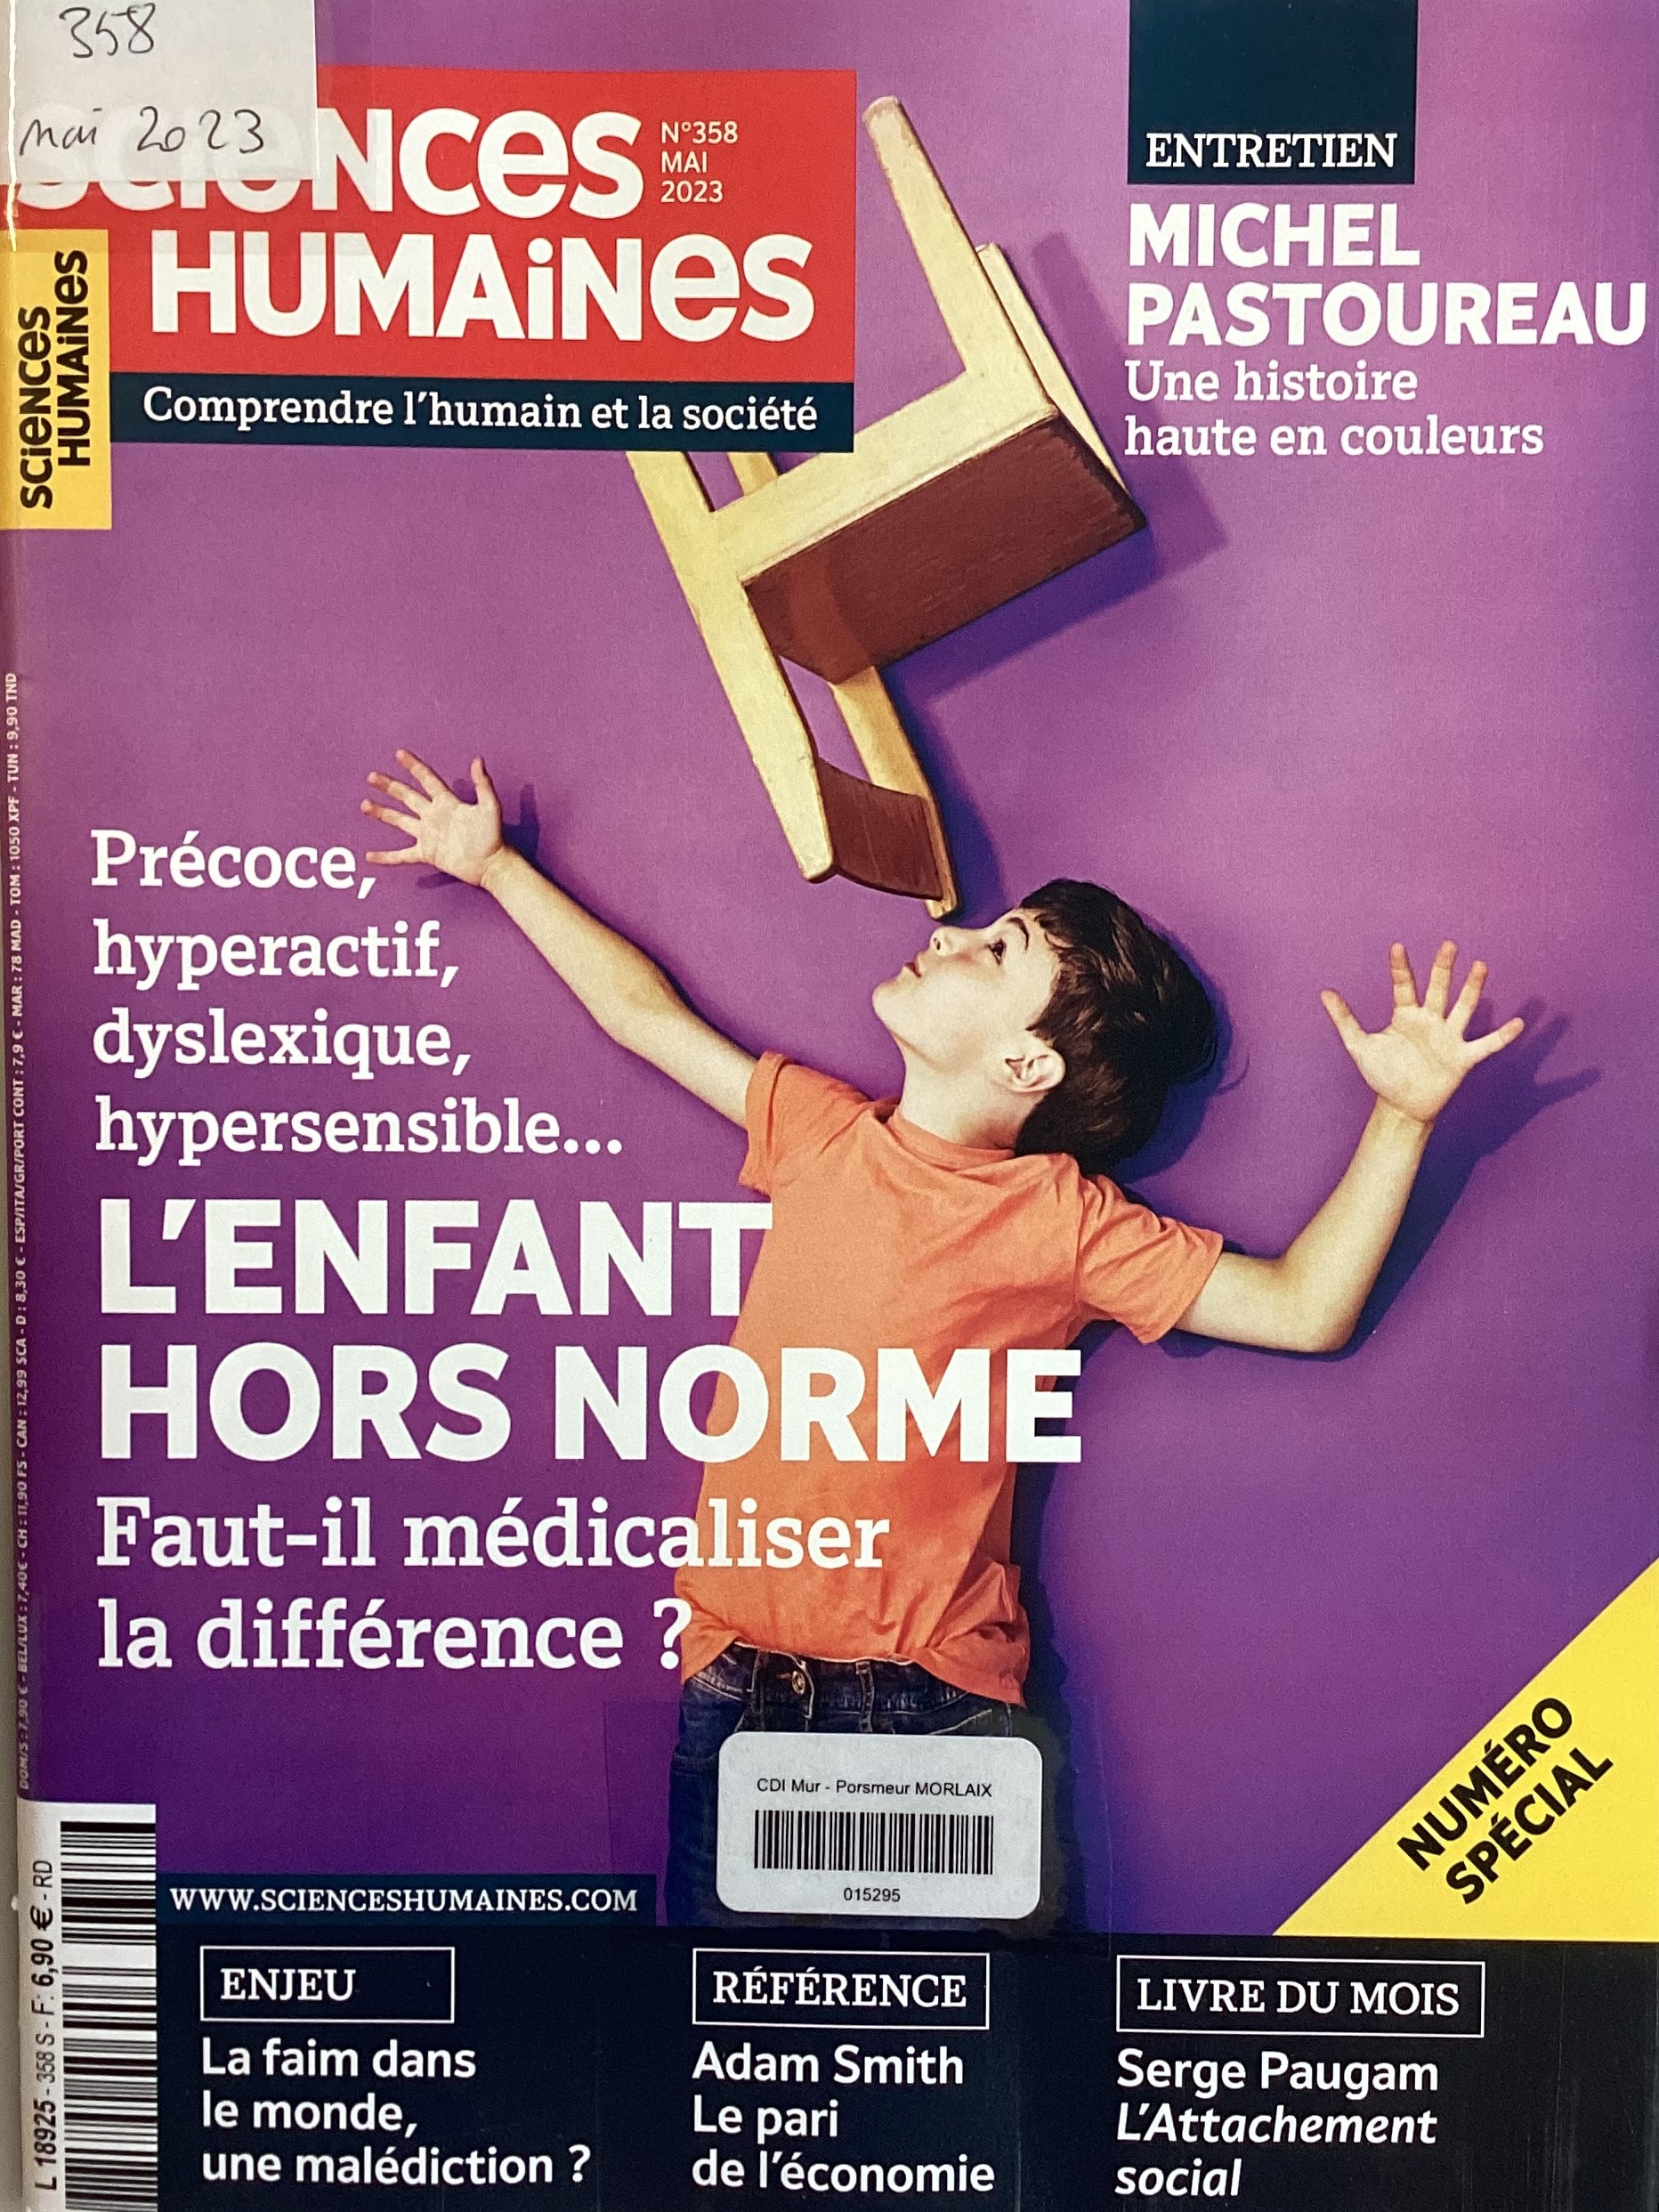 358
mai 2023
SCIENCES
HUMAINES
N°358
MAI
2023
Comprendre l'humain et la société
SCIENCES
HUMAINES
ENTRETIEN
MICHEL
PASTOUREAU
Une histoire
haute en couleurs
Précoce,
hyperactif,
dyslexique,
hypersensible...
L'ENFANT
HORS NORME
Faut-il médicaliser
la différence ?
NUMÉRO
SPÉCIAL
DOM/S : 7,90 € - BEL/LUX : 7,40€ - CH : 11,90 FS - CAN : 12,99 SCA - D : 8,30 € - ESP/ITA/GR/PORT CONT : 7,9 € - MAR : 78 MAD - TOM : 1050 XPF - TUN : 9,90 TND
CDI Mur - Porsmeur MORLAIX
015295
L 18925 - 358 S - F: 6,90 € - RD
WWW.SCIENCESHUMAINES.COM
ENJEU
La faim dans
le monde,
une malédiction ?
RÉFÉRENCE
Adam Smith
Le pari
de l'économie
LIVRE DU MOIS
Serge Paugam
L'Attachement
social